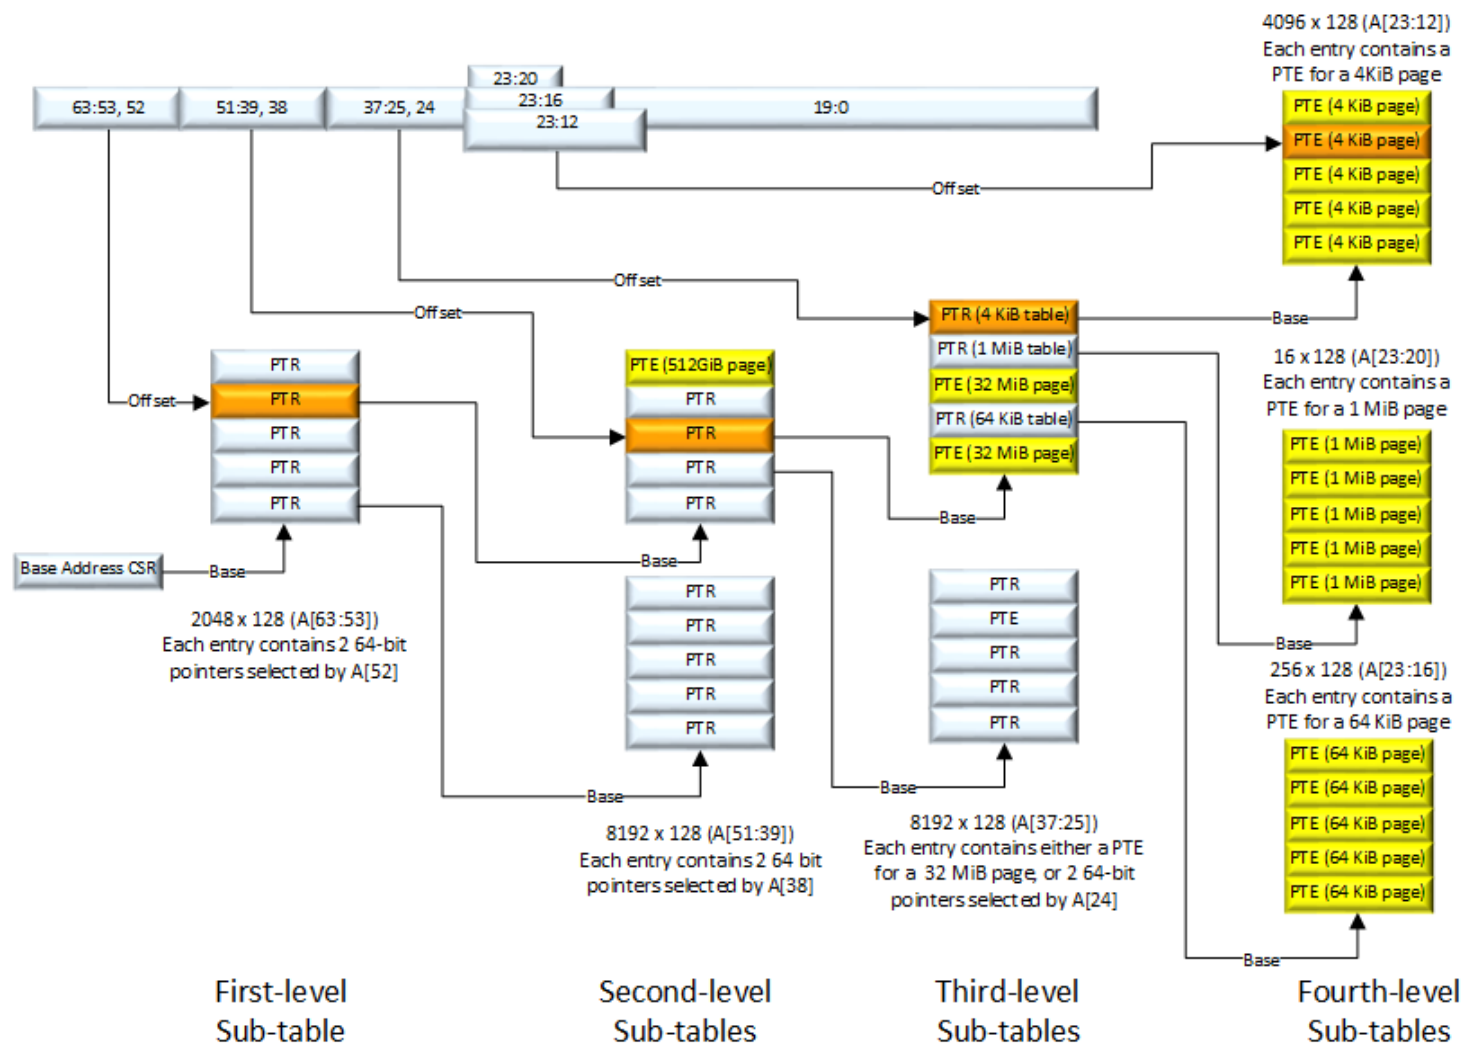 4096 x 128 (A[23:12])
Each entry contains a
PTE for a 4KiB page
63:53, 52
51:39, 38
37:25, 24
23:20
23:16
23:12
19:0
PTE (4 KiB page)
PTE (4 KiB page)
PTE (4 KiB page)
PTE (4 KiB page)
PTE (4 KiB page)
Offset
Offset
Offset
Offset
Base
PTR
PTR
PTR
PTR
PTR
Base Address CSR
Base
2048 x 128 (A[63:53])
Each entry contains 2 64-bit
pointers selected by A[52]
PTE (512GiB page)
PTR
PTR
PTR
PTR
Base
PTR
PTR
PTR
PTR
PTR
Base
8192 x 128 (A[51:39])
Each entry contains 2 64 bit
pointers selected by A[38]
PTR (4 KiB table)
PTR (1 MiB table)
PTE (32 MiB page)
PTR (64 KiB table)
PTE (32 MiB page)
Base
PTR
PTE
PTR
PTR
PTR
Base
8192 x 128 (A[37:25])
Each entry contains either a PTE
for a 32 MiB page, or 2 64-bit
pointers selected by A[24]
16 x 128 (A[23:20])
Each entry contains a
PTE for a 1 MiB page
PTE (1 MiB page)
PTE (1 MiB page)
PTE (1 MiB page)
PTE (1 MiB page)
PTE (1 MiB page)
Base
256 x 128 (A[23:16])
Each entry contains a
PTE for a 64 KiB page
PTE (64 KiB page)
PTE (64 KiB page)
PTE (64 KiB page)
PTE (64 KiB page)
PTE (64 KiB page)
Base
First-level
Sub-table
Second-level
Sub-tables
Third-level
Sub-tables
Fourth-level
Sub-tables